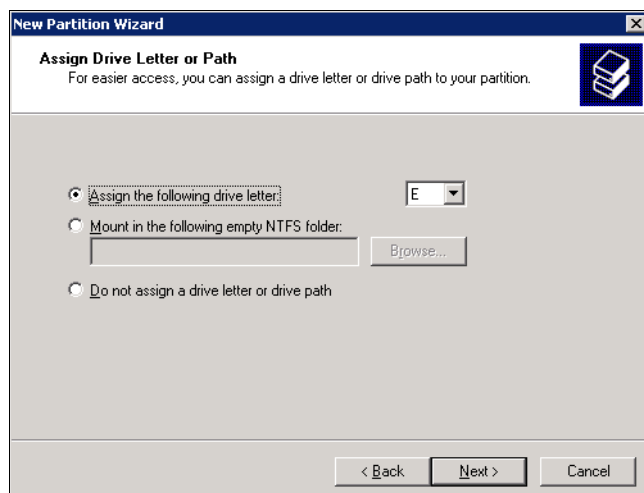 New Partition Wizard
Assign Drive Letter or Path
For easier access, you can assign a drive letter or drive path to your partition.
Assign the following drive letter:
E
Mount in the following empty NTFS folder:
Browse...
Do not assign a drive letter or drive path
< Back
Next >
Cancel